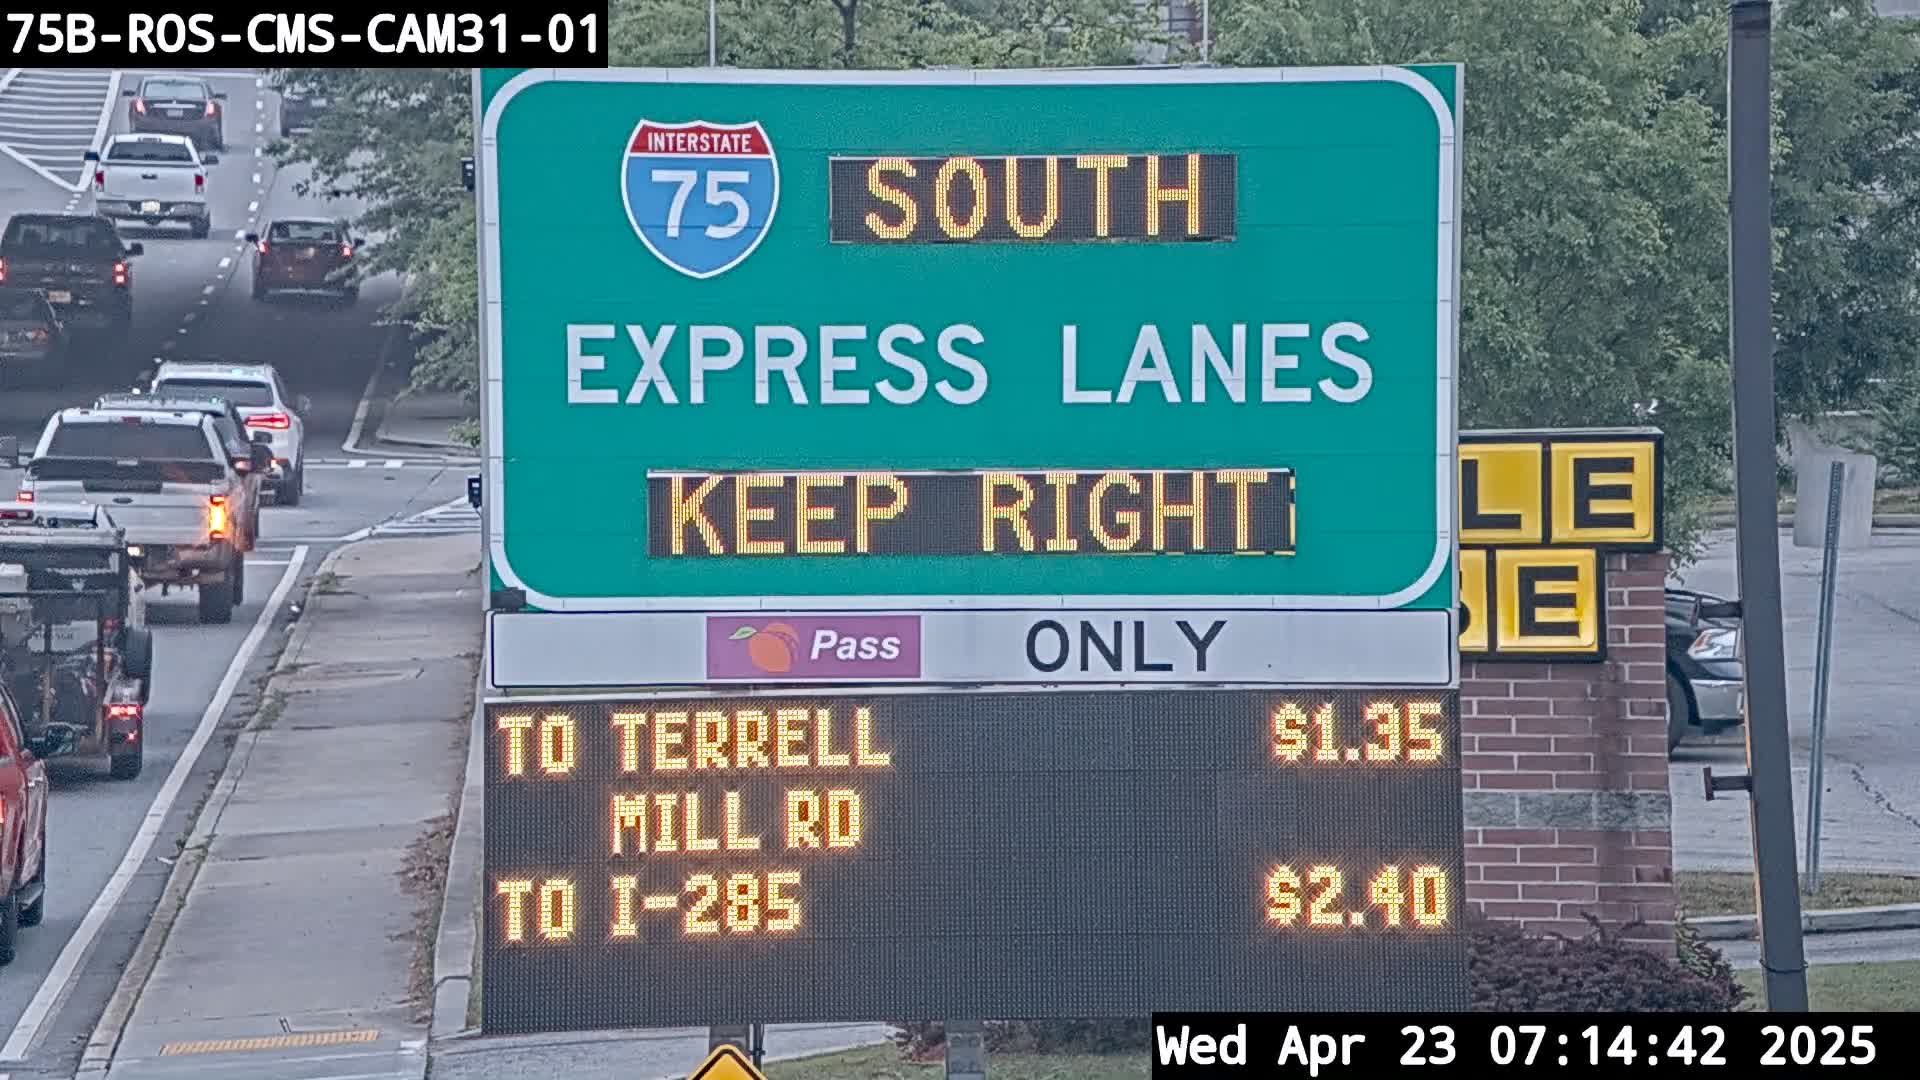 75B-ROS-CMS-CAM31-01
INTERSTATE
75
SOUTH
EXPRESS LANES
KEEP RIGHT
Pass ONLY
TO TERRELL $1.35
MILL RD
TO I-285 $2.40
LE
E
Wed Apr 23 07:14:42 2025